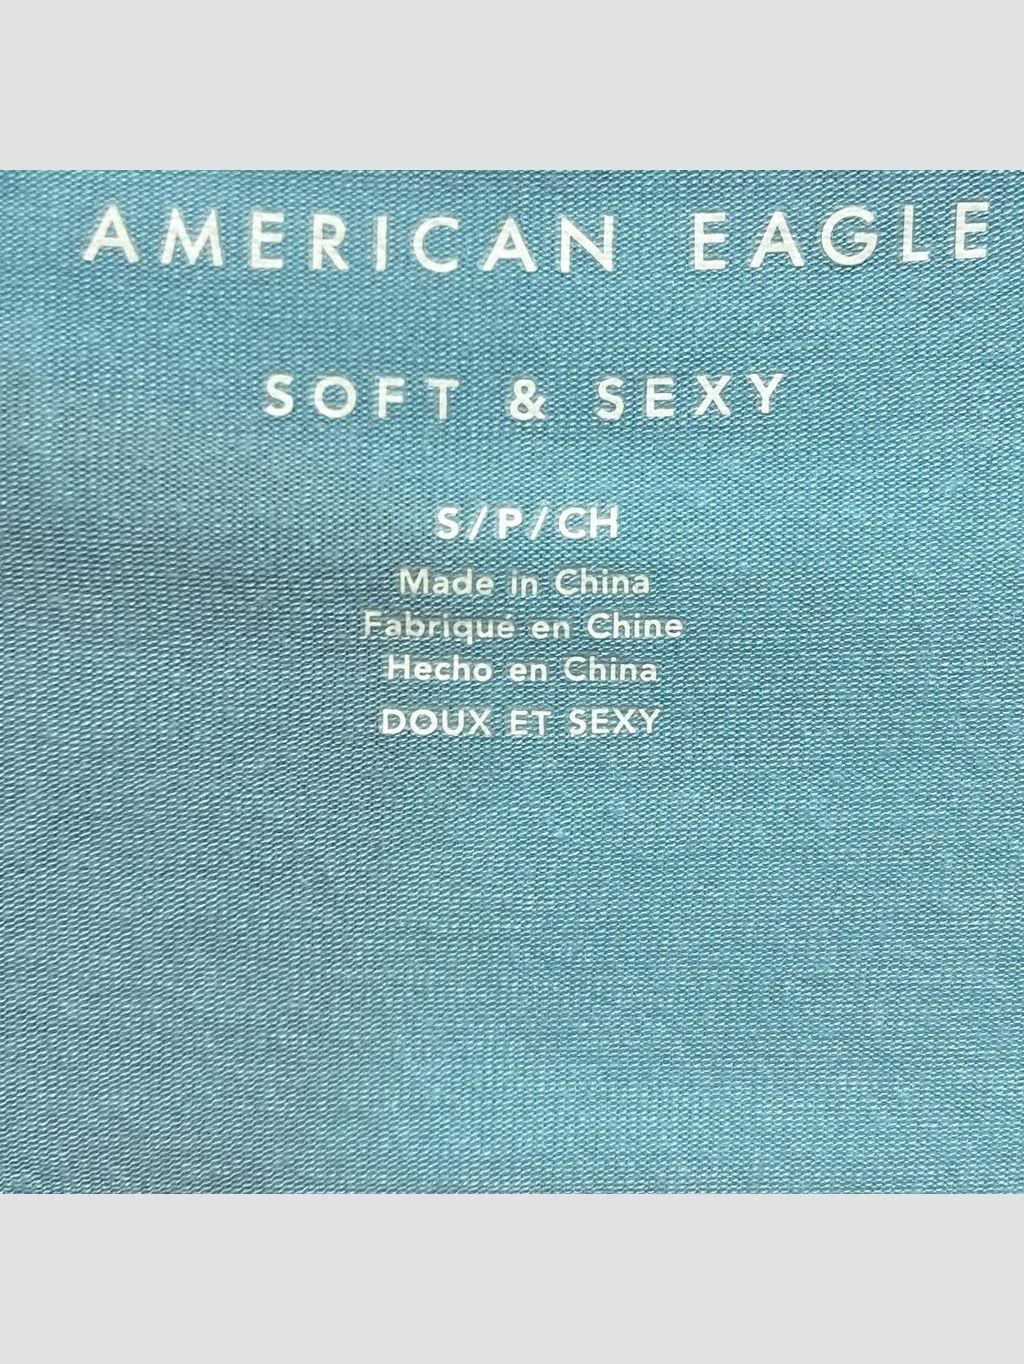 AMERICAN EAGLE
SOFT & SEXY
S/P/CH
Made in China
Fabriqué en Chine
Hecho en China
DOUX ET SEXY